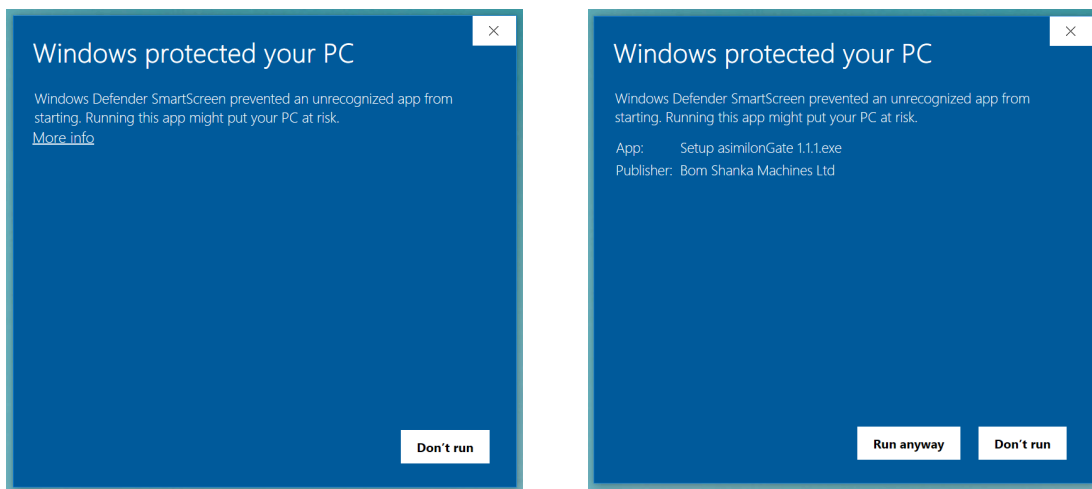 Windows protected your PC
Windows Defender SmartScreen prevented an unrecognized app from
starting. Running this app might put your PC at risk.
More info
Don't run
Windows protected your PC
Windows Defender SmartScreen prevented an unrecognized app from
starting. Running this app might put your PC at risk.
App: Setup asimilonGate 1.1.1.exe
Publisher: Bom Shanka Machines Ltd
Run anyway Don't run